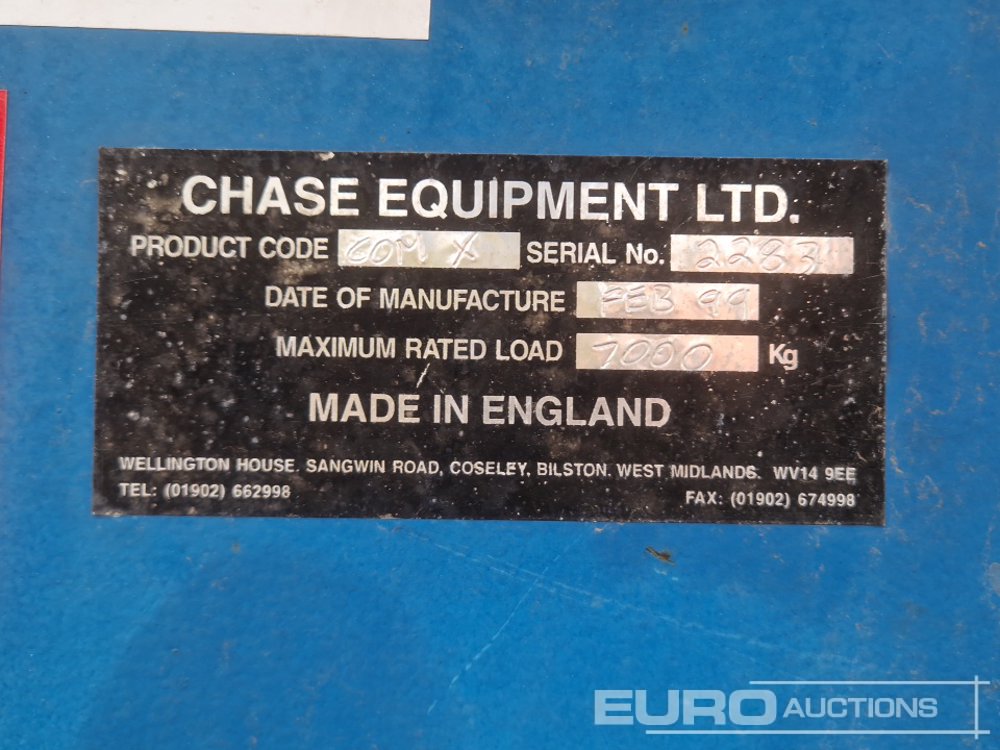 CHASE EQUIPMENT LTD.
PRODUCT CODE COM X SERIAL No. 2283
DATE OF MANUFACTURE FEB 99
MAXIMUM RATED LOAD 7000 Kg
MADE IN ENGLAND
WELLINGTON HOUSE. SANGWIN ROAD, COSELEY, BILSTON. WEST MIDLANDS. WV14 9EE
TEL: (01902) 662998 FAX: (01902) 674998
EURO AUCTIONS